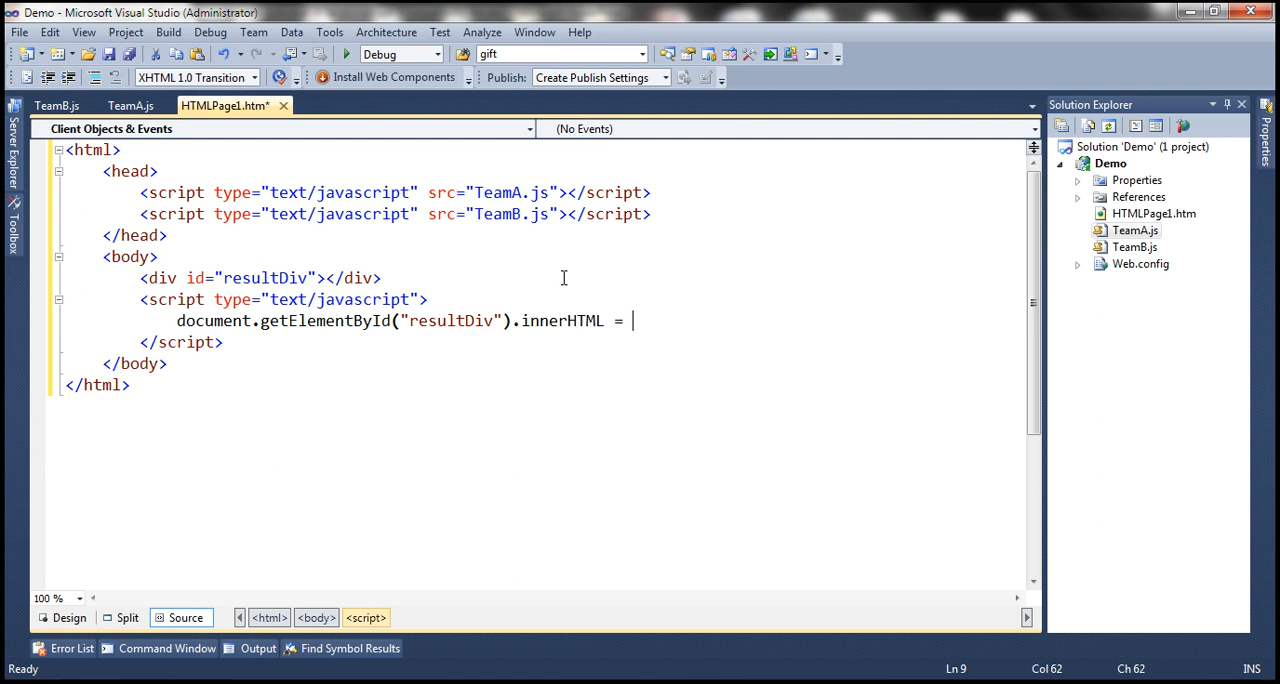 Demo - Microsoft Visual Studio (Administrator)
File Edit View Project Build Debug Team Data Tools Architecture Test Analyze Window Help
Debug gift
XHTML 1.0 Transition Install Web Components Publish: Create Publish Settings
TeamB.js TeamA.js HTMLPage1.htm*
Client Objects & Events (No Events)
<html>
<head>
<script type="text/javascript" src="TeamA.js"></script>
<script type="text/javascript" src="TeamB.js"></script>
</head>
<body>
<div id="resultDiv"></div>
<script type="text/javascript">
document.getElementById("resultDiv").innerHTML =
</script>
</body>
</html>
100 %
Design Split Source <html> <body> <script>
Server Explorer
Toolbox
Solution Explorer
Solution 'Demo' (1 project)
Demo
Properties
References
HTMLPage1.htm
TeamA.js
TeamB.js
Web.config
Properties
Error List Command Window Output Find Symbol Results
Ready Ln 9 Col 62 Ch 62 INS